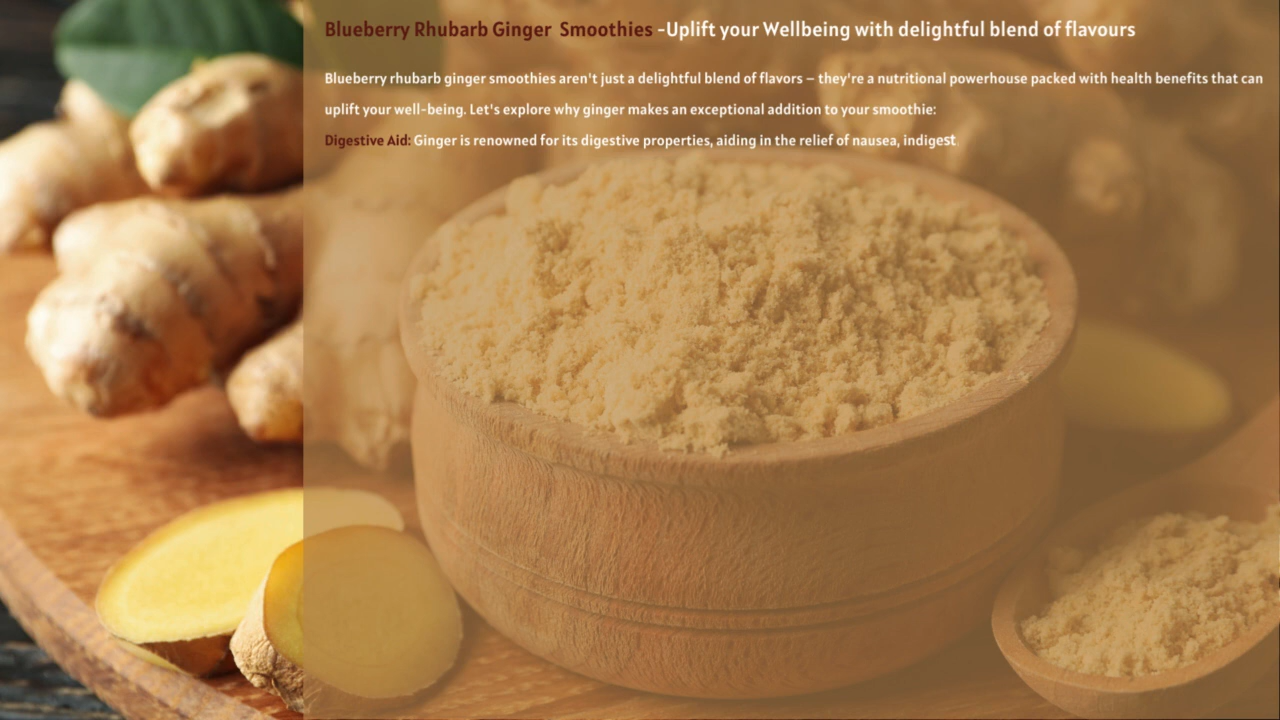 Blueberry Rhubarb Ginger Smoothies -Uplift your Wellbeing with delightful blend of flavours
Blueberry rhubarb ginger smoothies aren't just a delightful blend of flavors – they're a nutritional powerhouse packed with health benefits that can
uplift your well-being. Let's explore why ginger makes an exceptional addition to your smoothie:
Digestive Aid: Ginger is renowned for its digestive properties, aiding in the relief of nausea, indigest